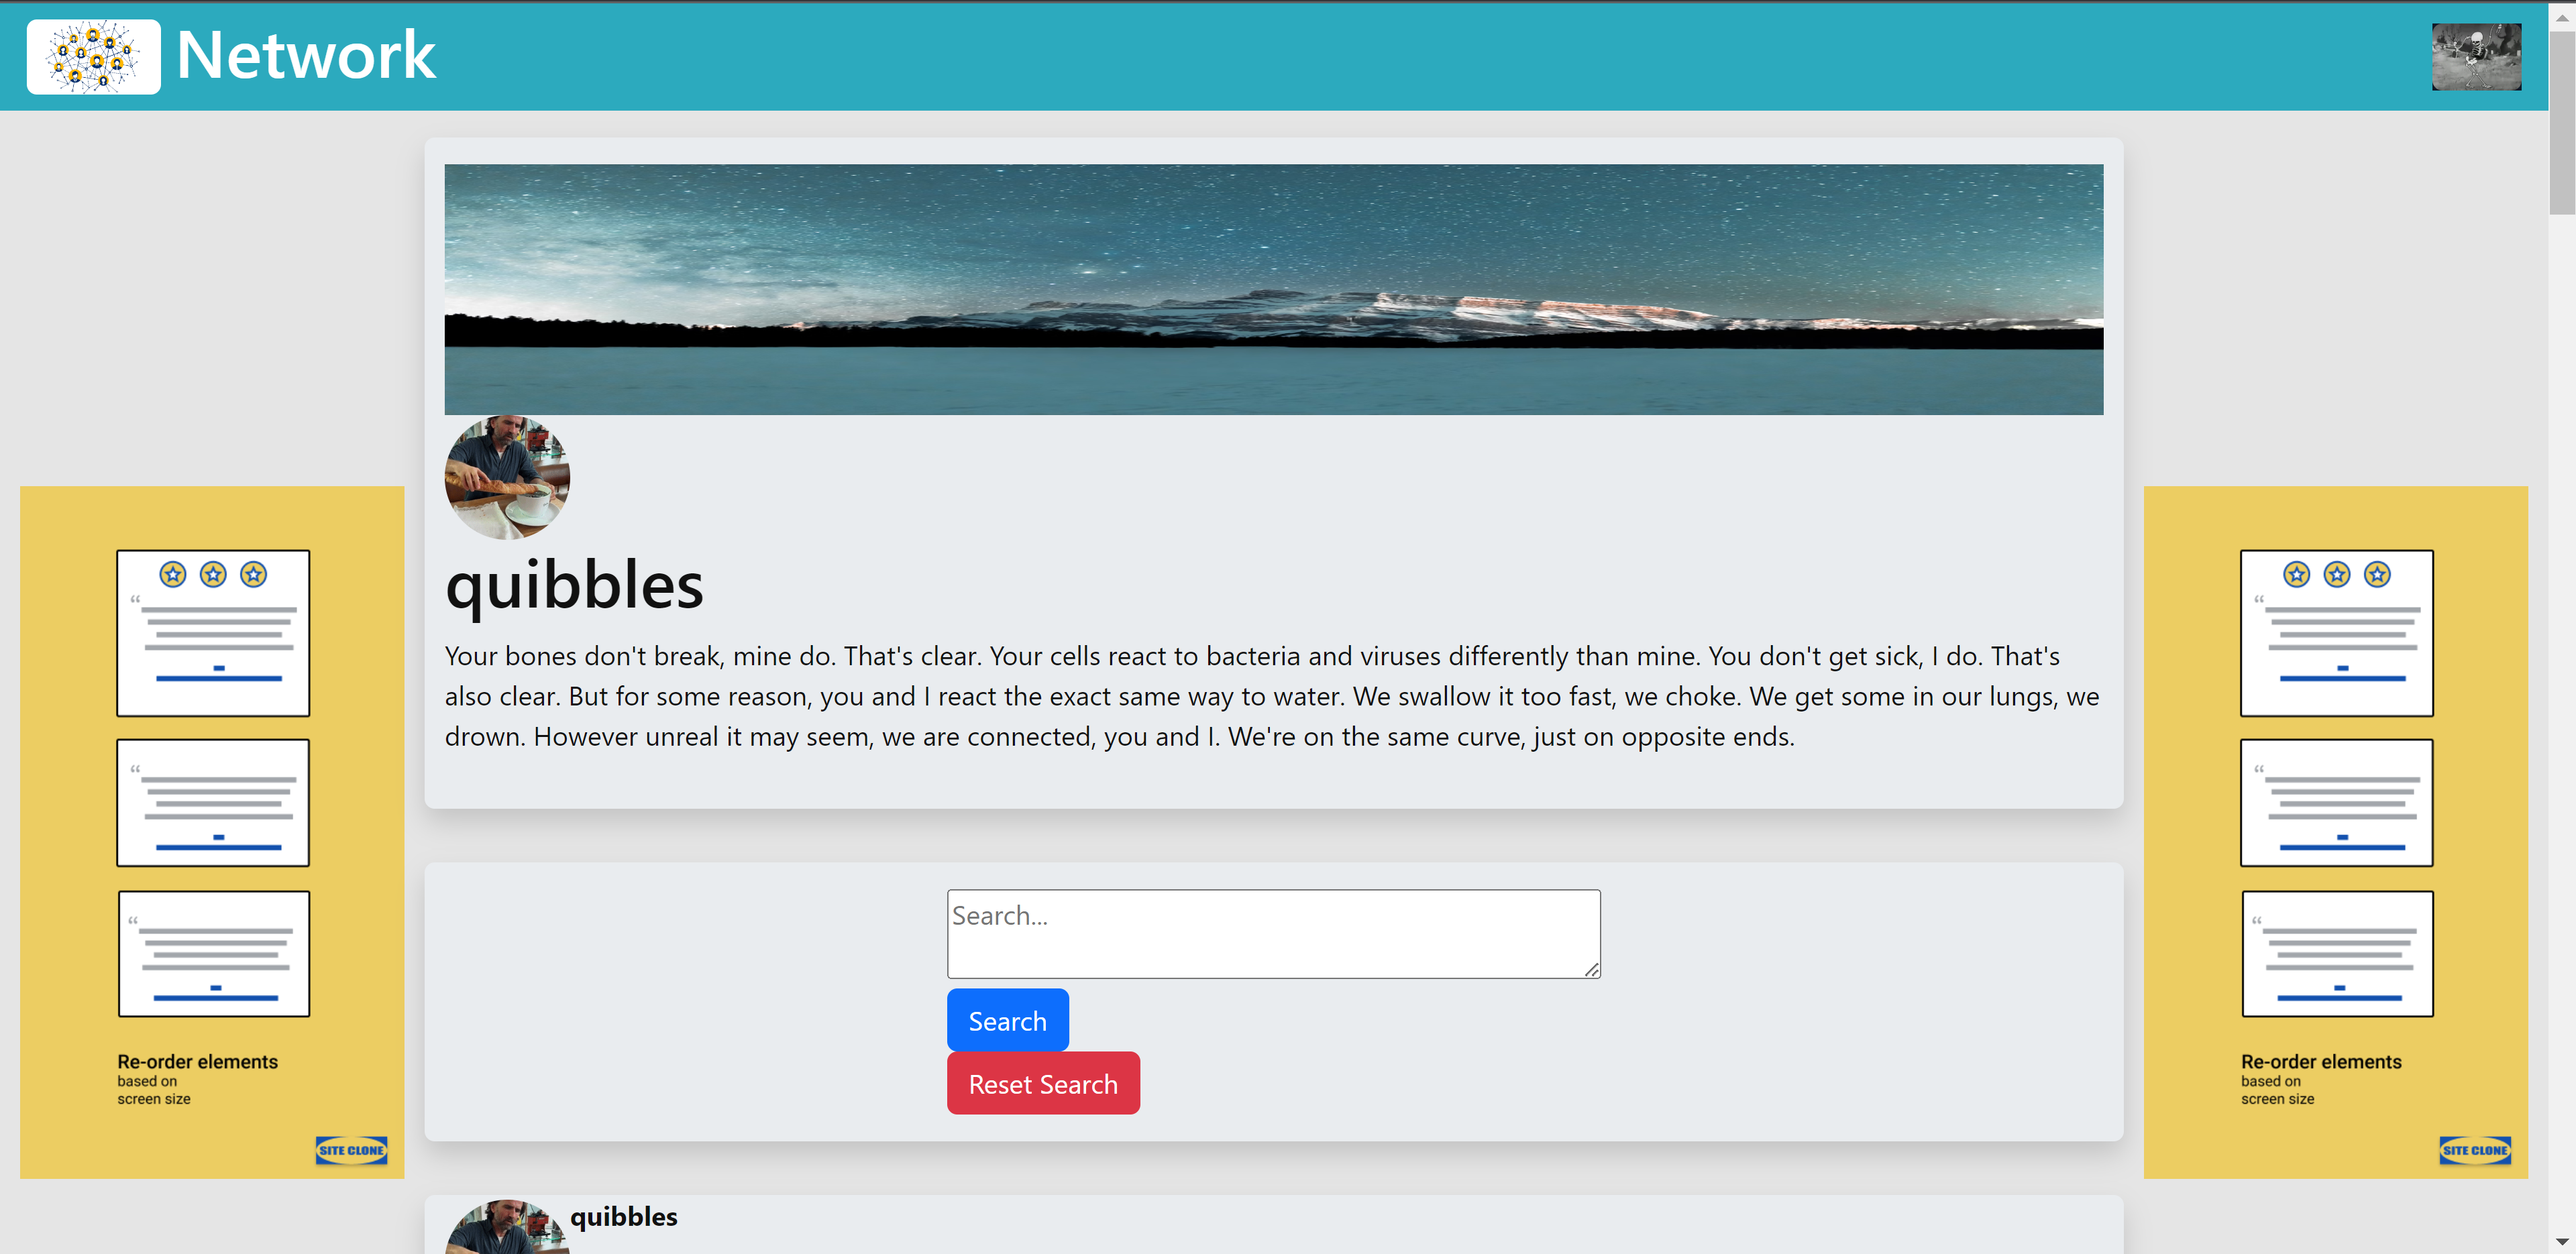 Network
quibbles
Your bones don't break, mine do. That's clear. Your cells react to bacteria and viruses differently than mine. You don't get sick, I do. That's
also clear. But for some reason, you and I react the exact same way to water. We swallow it too fast, we choke. We get some in our lungs, we
drown. However unreal it may seem, we are connected, you and I. We're on the same curve, just on opposite ends.
Search...
Search
Reset Search
quibbles
“
“
“
Re-order elements
based on
screen size
SITE CLONE
“
“
“
Re-order elements
based on
screen size
SITE CLONE